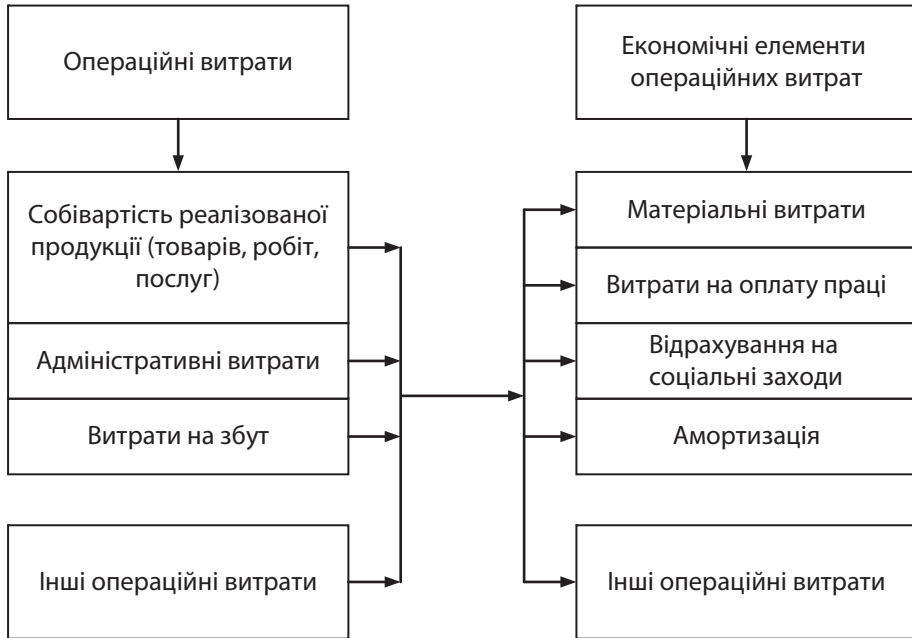 Операційні витрати
Собівартість реалізованої
продукції (товарів, робіт,
послуг)
Адміністративні витрати
Витрати на збут
Інші операційні витрати
Економічні елементи
операційних витрат
Матеріальні витрати
Витрати на оплату праці
Відрахування на
соціальні заходи
Амортизація
Інші операційні витрати